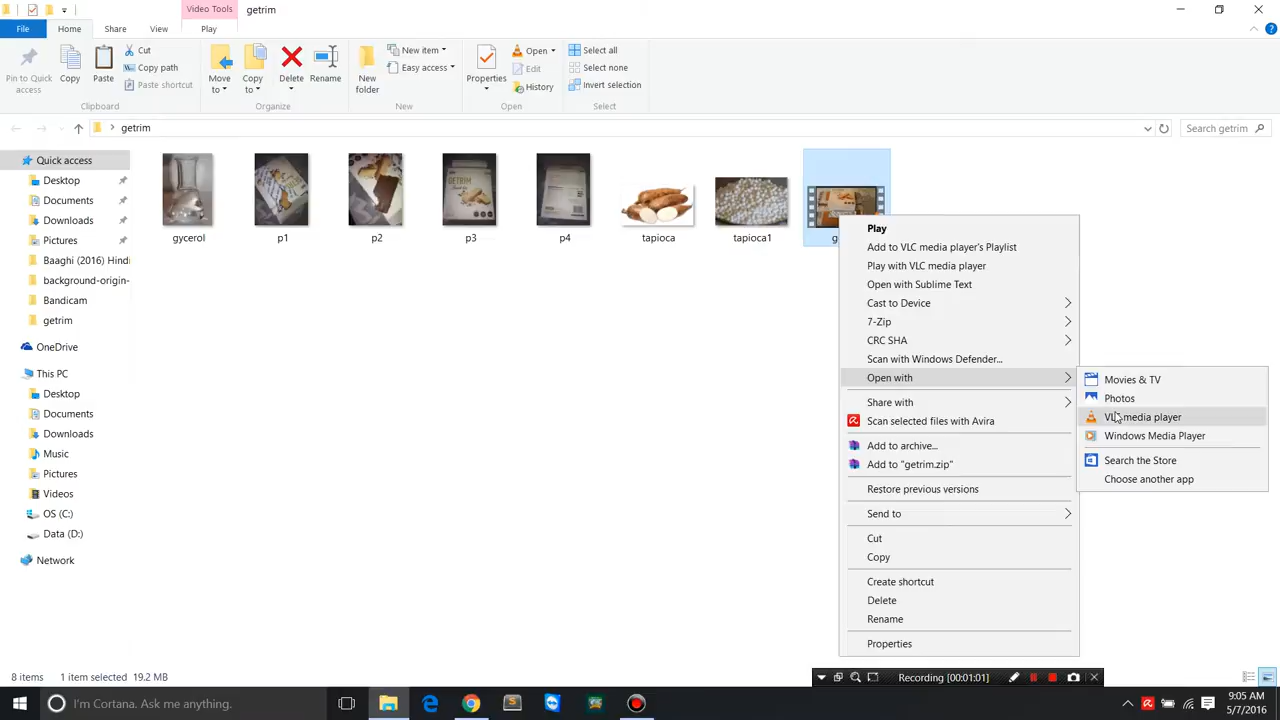 Video Tools
getrim
File
Home
Share
View
Play
Pin to Quick access
Copy
Paste
Cut
Copy path
Paste shortcut
Clipboard
Move to
Copy to
Delete
Rename
Organize
New folder
New item
Easy access
New
Properties
Open
Edit
History
Open
Select all
Select none
Invert selection
Select
getrim
Search getrim
Quick access
Desktop
Documents
Downloads
Pictures
Baaghi (2016) Hindi
background-origin-
Bandicam
getrim
OneDrive
This PC
Desktop
Documents
Downloads
Music
Pictures
Videos
OS (C:)
Data (D:)
Network
gycerol
p1
p2
p3
GETRIM
p4
tapioca
tapioca1
g
Play
Add to VLC media player's Playlist
Play with VLC media player
Open with Sublime Text
Cast to Device
7-Zip
CRC SHA
Scan with Windows Defender...
Open with
Share with
Scan selected files with Avira
Add to archive...
Add to "getrim.zip"
Restore previous versions
Send to
Cut
Copy
Create shortcut
Delete
Rename
Properties
Movies & TV
Photos
VLC media player
Windows Media Player
Search the Store
Choose another app
8 items
1 item selected 19.2 MB
Recording [00:01:01]
I'm Cortana. Ask me anything.
9:05 AM
5/7/2016